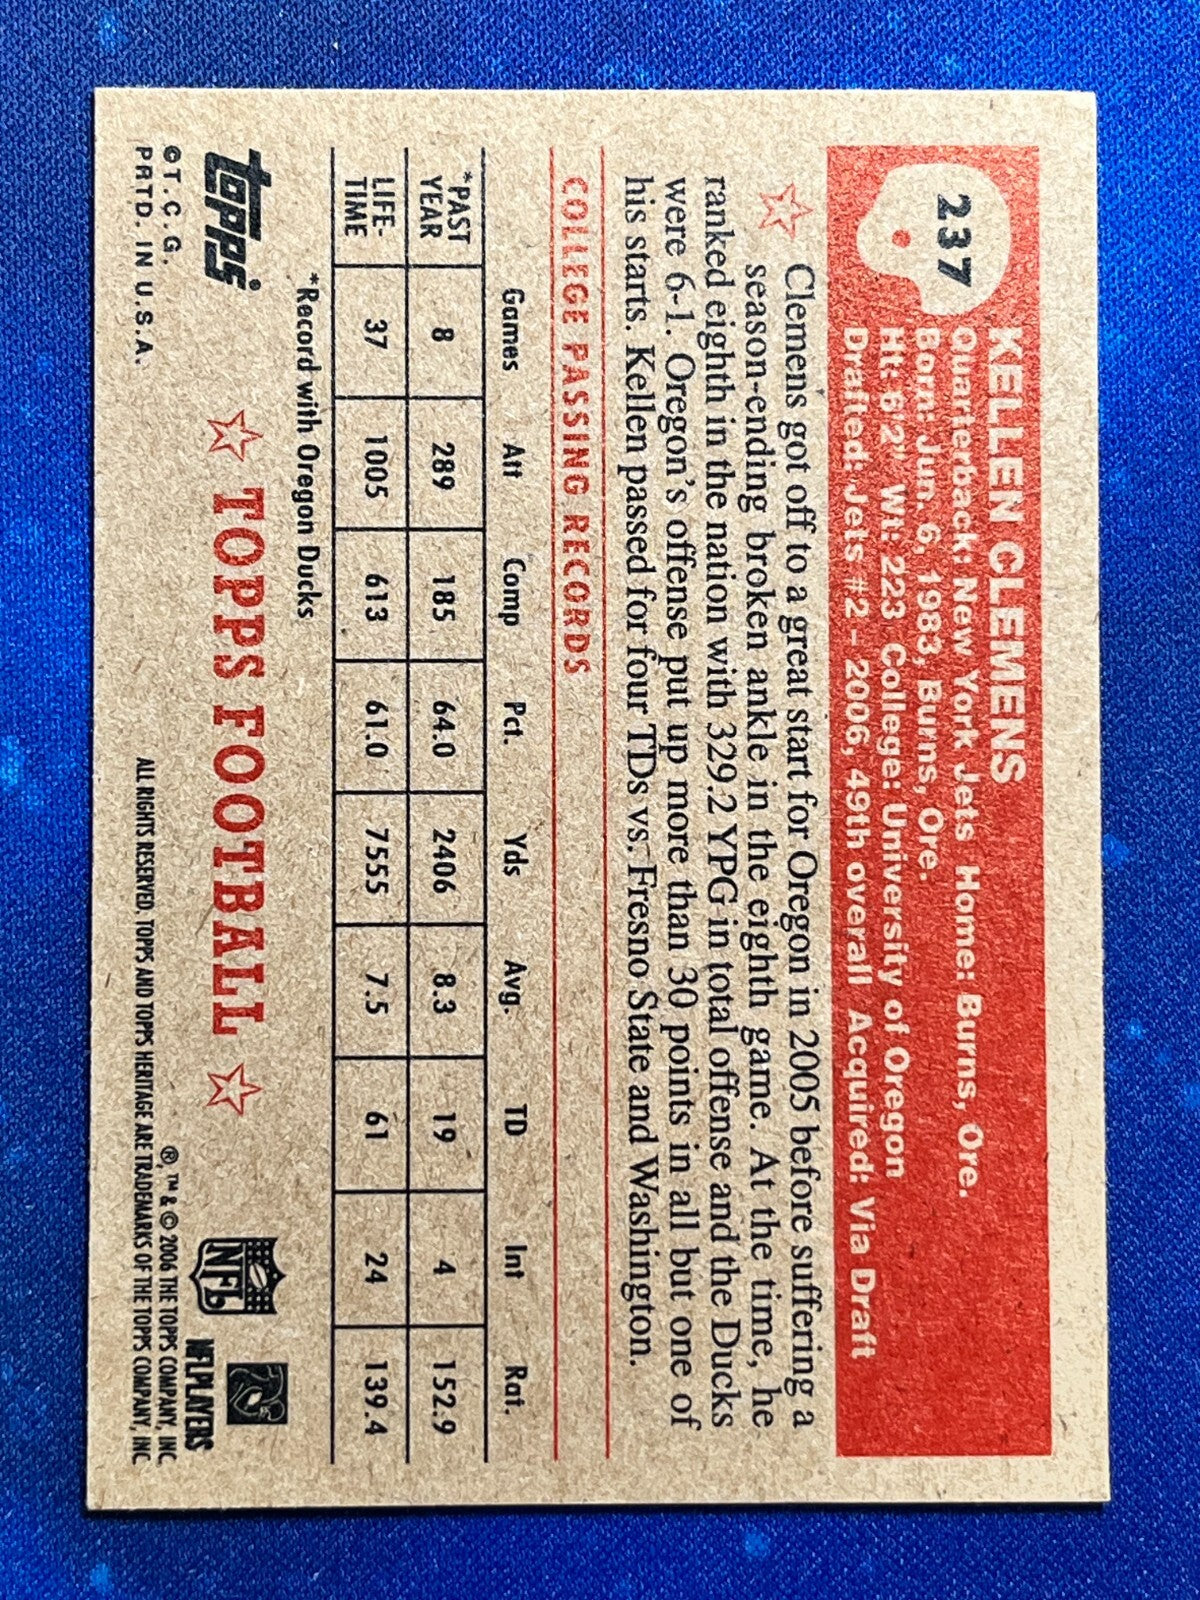 237
KELLEN CLEMENS
Quarterback: New York Jets Home: Burns, Ore.
Born: Jun. 6, 1983, Burns, Ore.
Ht: 6'2" Wt: 223 College: University of Oregon
Drafted: Jets #2 - 2006, 49th overall Acquired: Via Draft
Clemens got off to a great start for Oregon in 2005 before suffering a
season-ending broken ankle in the eighth game. At the time, he
ranked eighth in the nation with 329.2 YPG in total offense and the Ducks
were 6-1. Oregon's offense put up more than 30 points in all but one of
his starts. Kellen passed for four TDs vs. Fresno State and Washington.
COLLEGE PASSING RECORDS
Games Att Comp Pct. Yds Avg. TD Int Rat.
*PAST YEAR 8 289 185 64.0 2406 8.3 19 4 152.9
LIFE-TIME 37 1005 613 61.0 7555 7.5 61 24 139.4
*Record with Oregon Ducks
topps
TOPPS FOOTBALL
NFL
NFLPLAYERS
©T.C.G.
PRTD. IN U.S.A.
®, ™ & © 2006 THE TOPPS COMPANY, INC
ALL RIGHTS RESERVED. TOPPS AND TOPPS HERITAGE ARE TRADEMARKS OF THE TOPPS COMPANY, INC